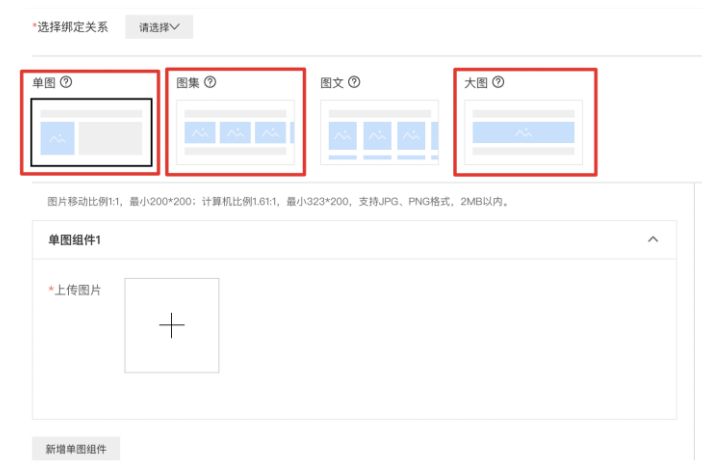 *选择绑定关系 请选择
单图 图集 图文 大图
图片移动比例1:1，最小200*200；计算机比例1.61:1，最小323*200，支持JPG、PNG格式，2MB以内。
单图组件1
*上传图片
新增单图组件